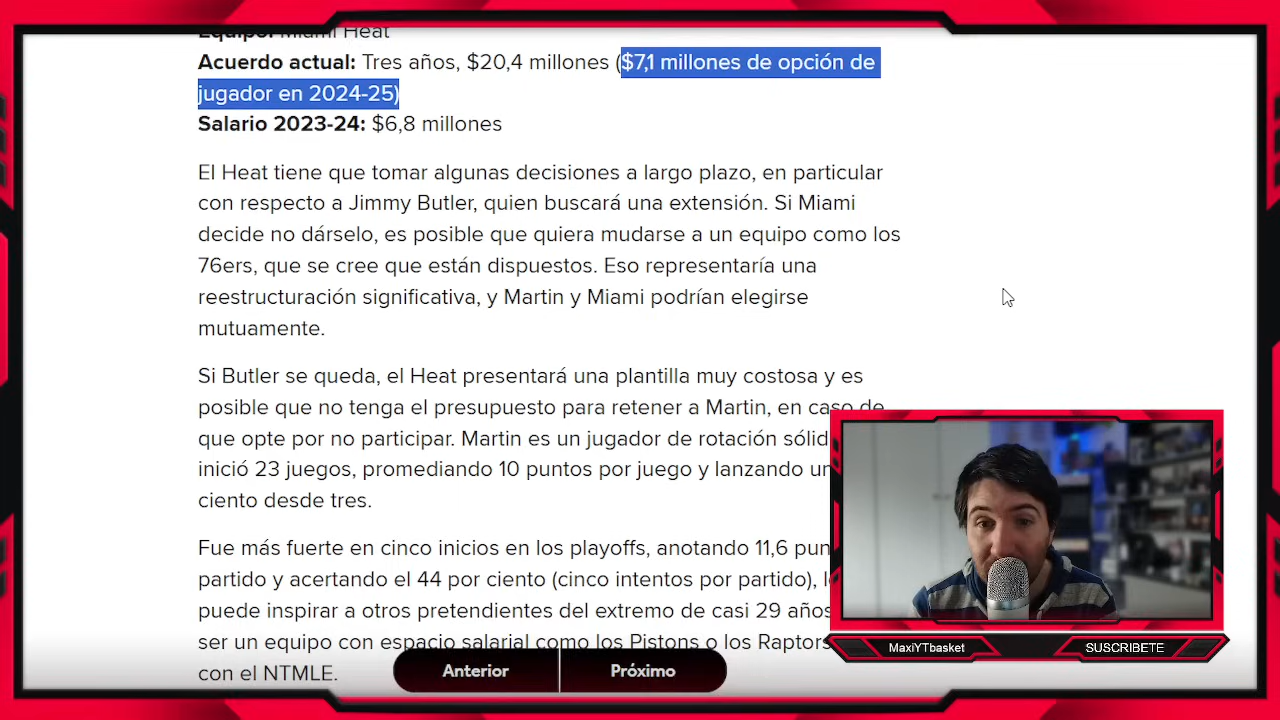 Equipo: Miami Heat
Acuerdo actual: Tres años, $20,4 millones ($7,1 millones de opción de
jugador en 2024-25)
Salario 2023-24: $6,8 millones
El Heat tiene que tomar algunas decisiones a largo plazo, en particular
con respecto a Jimmy Butler, quien buscará una extensión. Si Miami
decide no dárselo, es posible que quiera mudarse a un equipo como los
76ers, que se cree que están dispuestos. Eso representaría una
reestructuración significativa, y Martin y Miami podrían elegirse
mutuamente.
Si Butler se queda, el Heat presentará una plantilla muy costosa y es
posible que no tenga el presupuesto para retener a Martin, en caso de
que opte por no participar. Martin es un jugador de rotación
inició 23 juegos, promediando 10 puntos por juego y lanzando
ciento desde tres.
Fue más fuerte en cinco inicios en los playoffs, anotando 11,6
partido y acertando el 44 por ciento (cinco intentos por partido),
puede inspirar a otros pretendientes del extremo de casi 29 años
ser un equipo con espacio salarial como los Pistons o los Raptors
con el NTMLE.
Anterior
Próximo
MaxiYTbasket
SUSCRIBETE